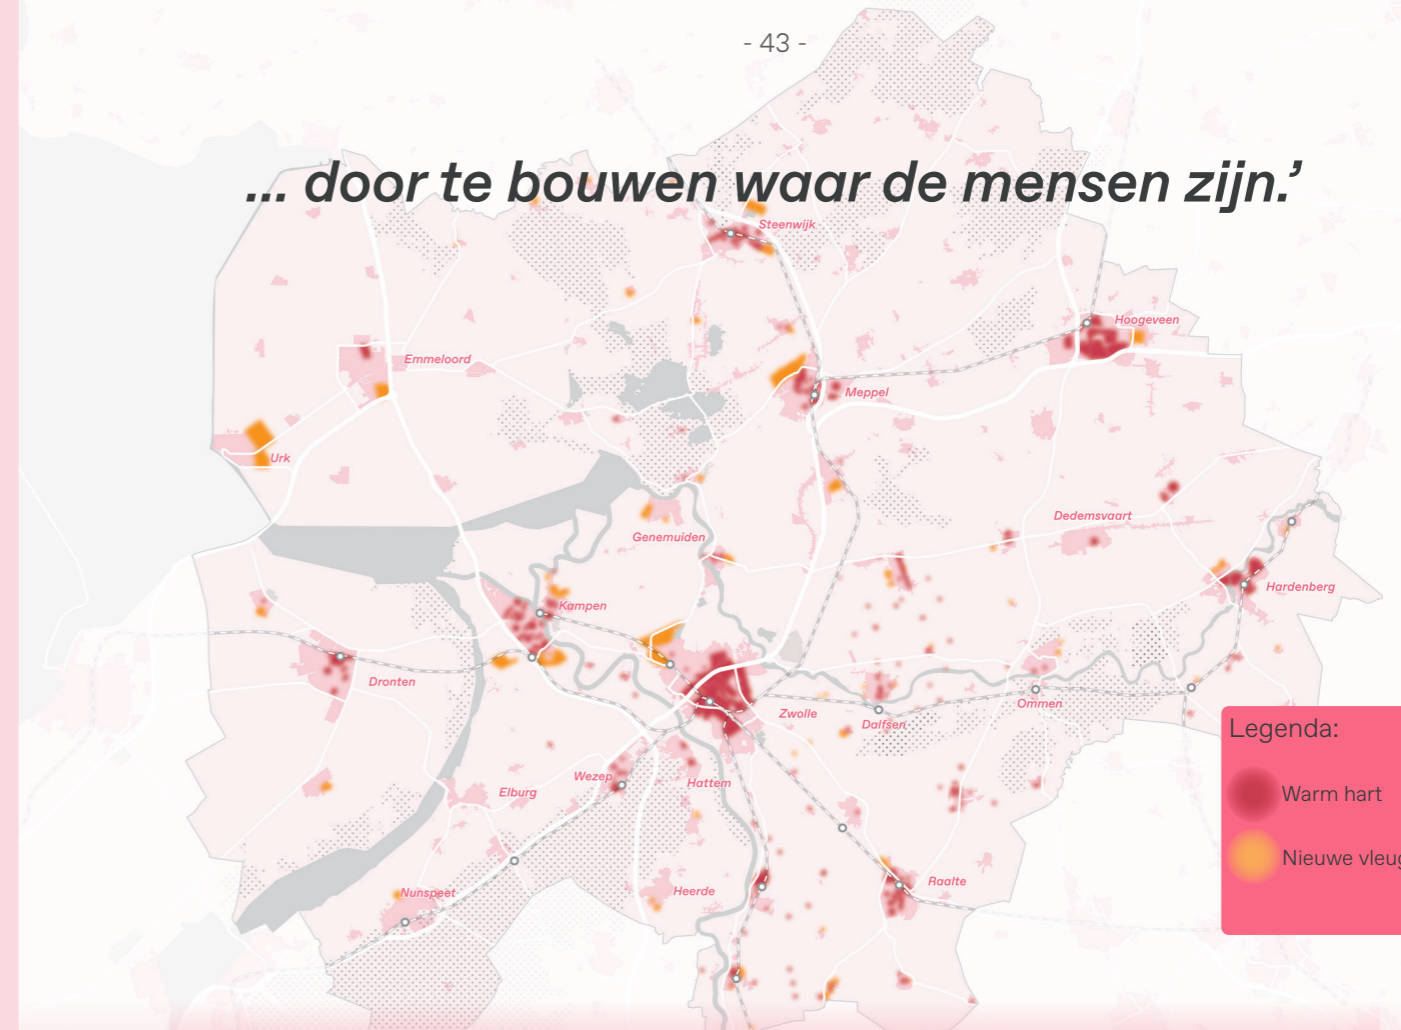 - 43 -
... door te bouwen waar de mensen zijn.’
Steenwijk
Hoogeveen
Emmeloord
Meppel
Urk
Dedemsvaart
Genemuiden
Hardenberg
Kampen
Dronten
Ommen
Zwolle
Dalfsen
Legenda:
Wezep
Hattem
Elburg
Warm hart
Nieuwe vleug
Raalte
Heerde
Nunspeet